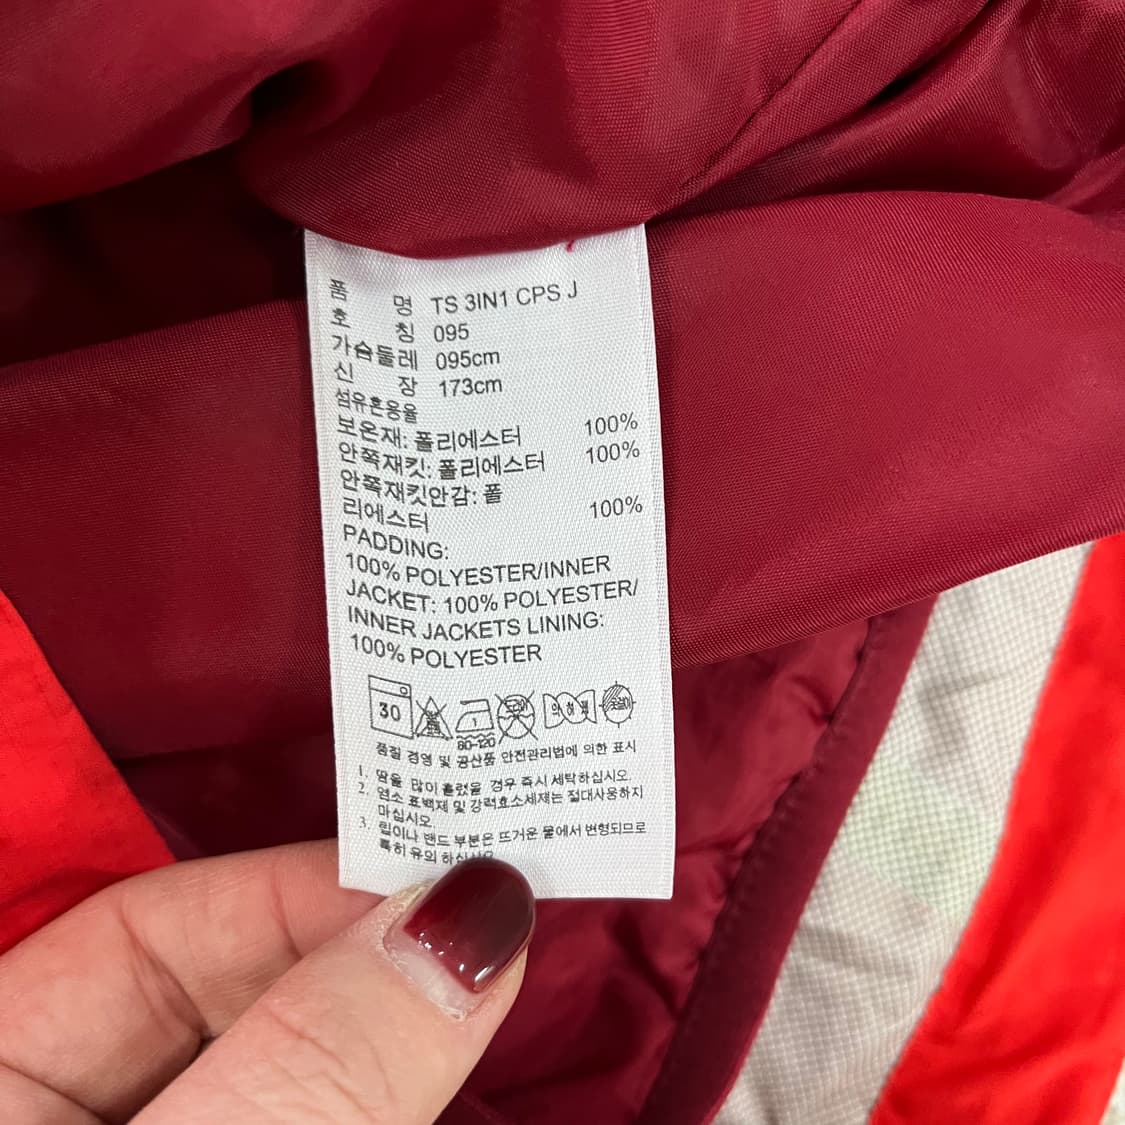 품 명 TS 3IN1 CPS J
호 칭 095
가슴둘레 095cm
신 장 173cm
섬유혼용율
보온재: 폴리에스터 100%
안쪽재킷: 폴리에스터 100%
안쪽재킷안감: 폴
리에스터 100%
PADDING:
100% POLYESTER/INNER
JACKET: 100% POLYESTER/
INNER JACKETS LINING:
100% POLYESTER
30
80-120
품질 경영 및 공산품 안전관리법에 의한 표시
1. 땀을 많이 흘렸을 경우 즉시 세탁하십시오.
2. 염소 표백제 및 강력효소세제는 절대사용하지
마십시오
3. 립이나 밴드 부분은 뜨거운 물에서 변형되므로
특히 유의 하십시오